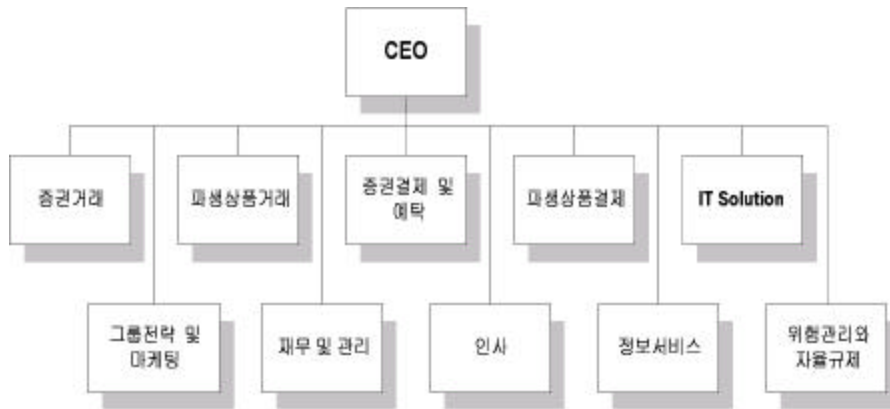 CEO
증권거래
파생상품거래
증권결제 및
예탁
파생상품결제
IT Solution
그룹전략 및
마케팅
재무 및 관리
인사
정보서비스
위험관리와
자율규제